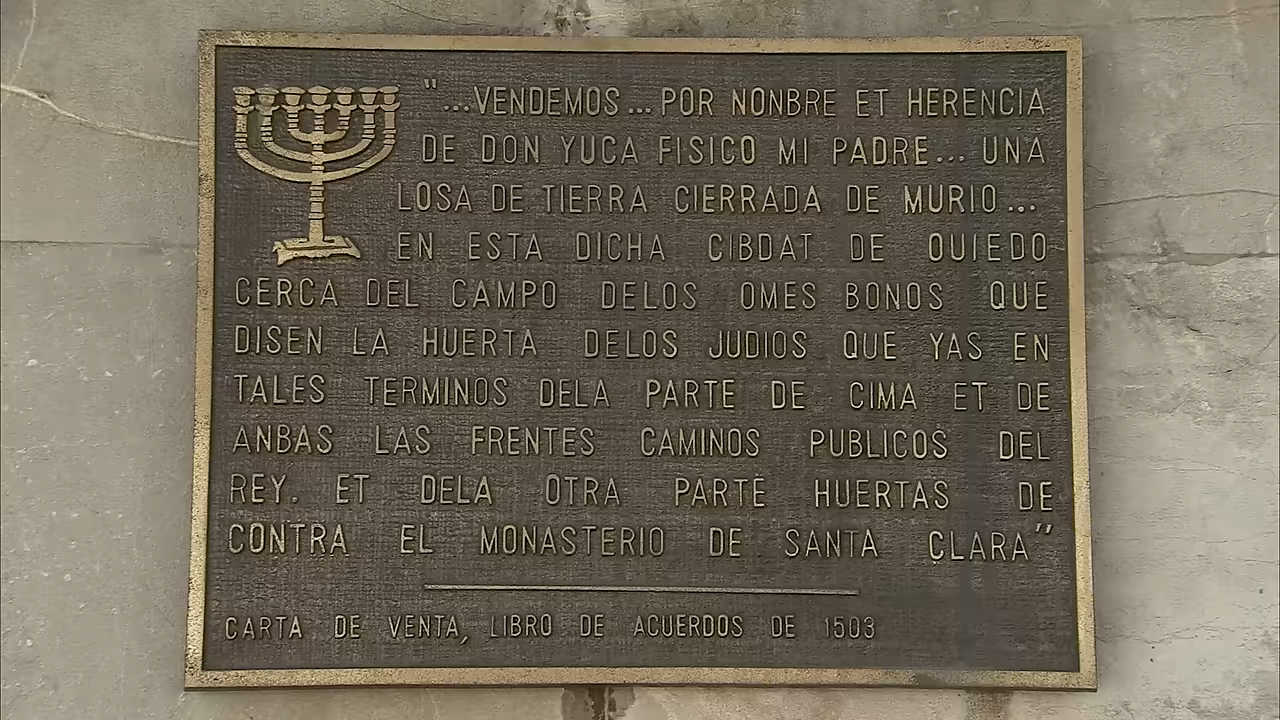 "...VENDEMOS... POR NONBRE ET HERENCIA
DE DON YUCA FISICO MI PADRE... UNA
LOSA DE TIERRA CIERRADA DE MURIO...
EN ESTA DICHA CIBDAT DE OUIEDO
CERCA DEL CAMPO DELOS OMES BONOS QUE
DISEN LA HUERTA DELOS JUDIOS QUE YAS EN
TALES TERMINOS DELA PARTE DE CIMA ET DE
ANBAS LAS FRENTES CAMINOS PUBLICOS DEL
REY. ET DELA OTRA PARTE HUERTAS DE
CONTRA EL MONASTERIO DE SANTA CLARA"
CARTA DE VENTA, LIBRO DE ACUERDOS DE 1503